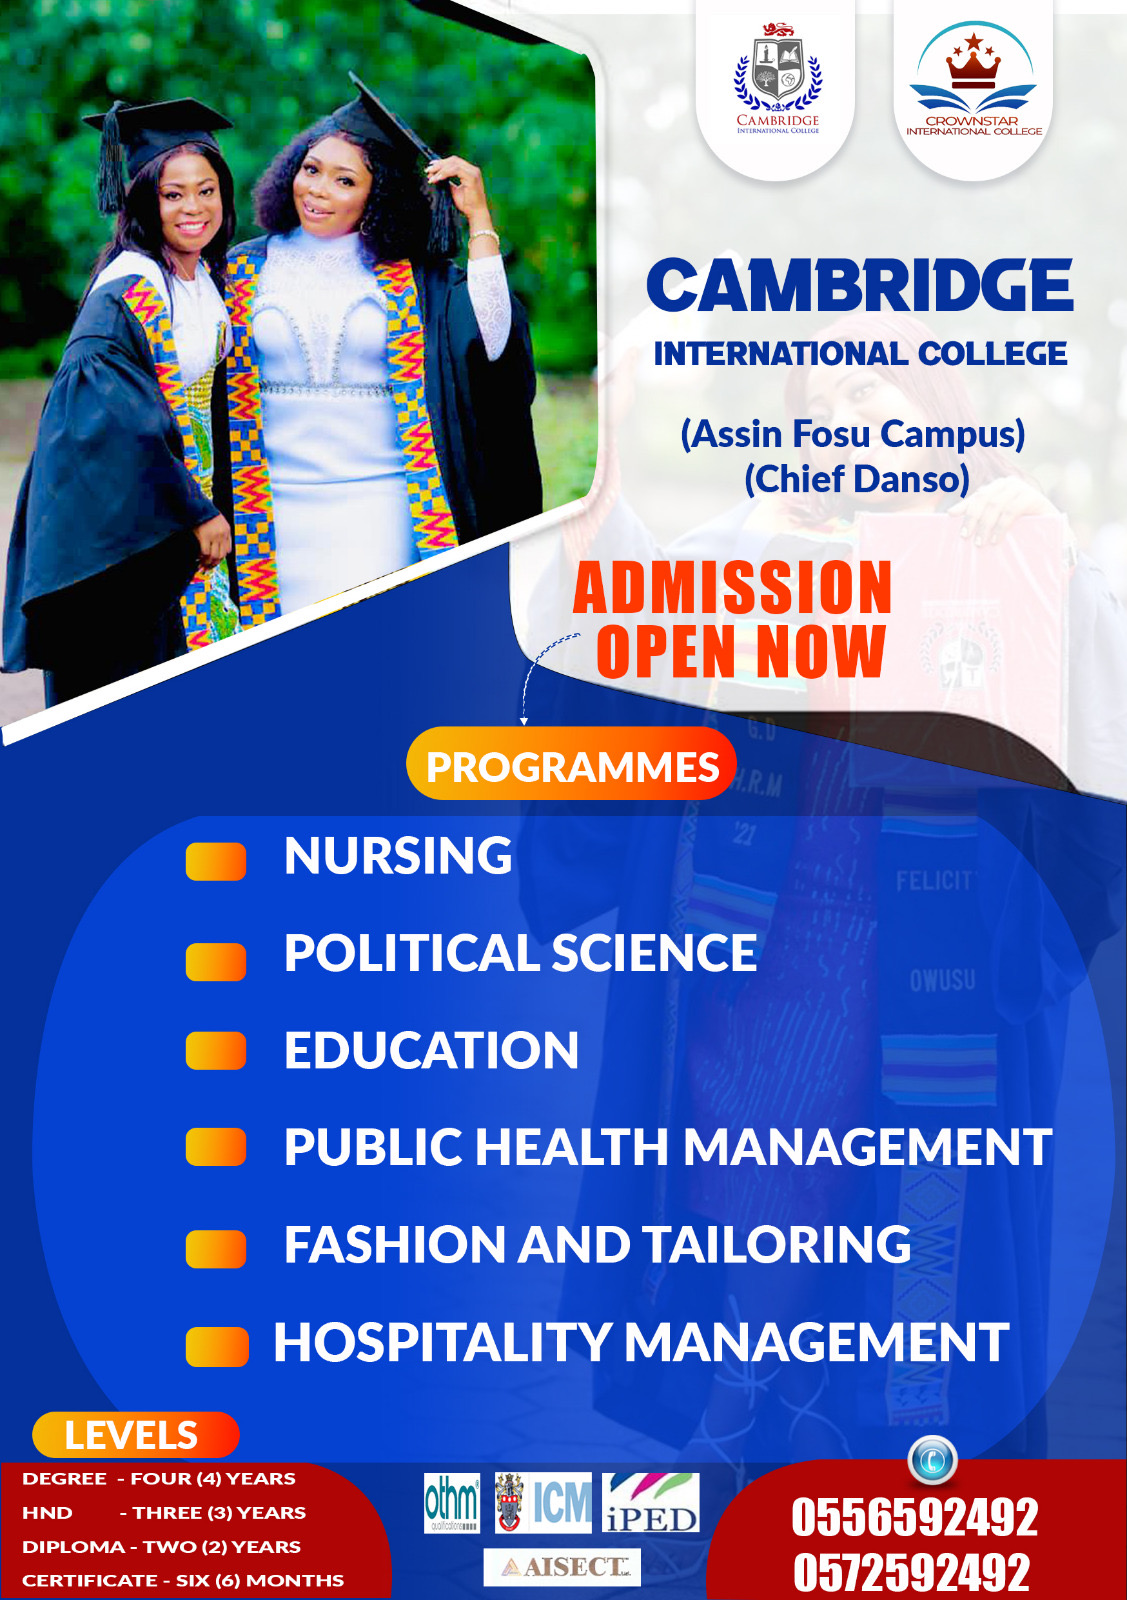 CAMBRIDGE
INTERNATIONAL COLLEGE
CROWNSTAR
INTERNATIONAL COLLEGE
CAMBRIDGE
INTERNATIONAL COLLEGE
(Assin Fosu Campus)
(Chief Danso)
ADMISSION
OPEN NOW
G.D
H.R.M
'21
PROGRAMMES
NURSING
FELICIT
POLITICAL SCIENCE
OWUSU
EDUCATION
PUBLIC HEALTH MANAGEMENT
FASHION AND TAILORING
HOSPITALITY MANAGEMENT
LEVELS
DEGREE - FOUR (4) YEARS
HND - THREE (3) YEARS
DIPLOMA - TWO (2) YEARS
CERTIFICATE - SIX (6) MONTHS
othm
qualifications
ICM
iPED
AISECT
0556592492
0572592492